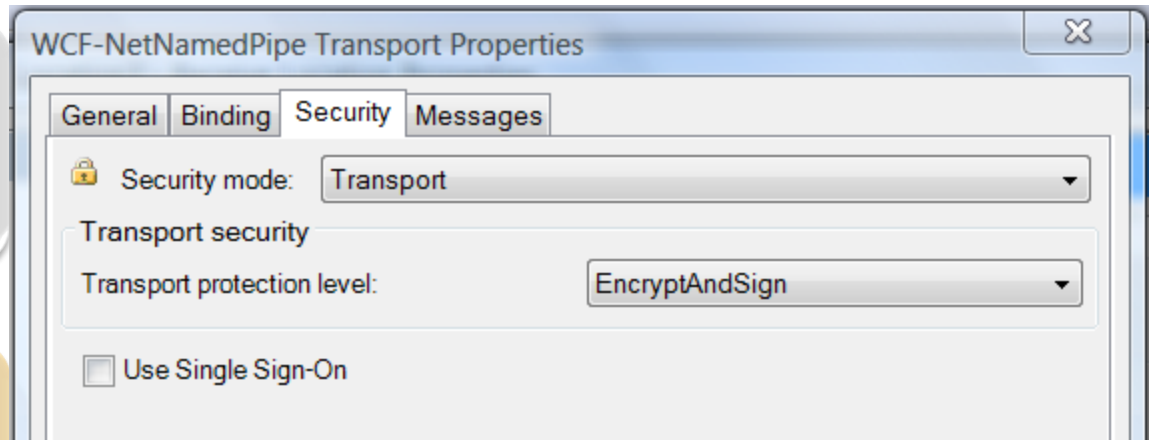 WCF-NetNamedPipe Transport Properties
General Binding Security Messages
Security mode: Transport
Transport security
Transport protection level: EncryptAndSign
Use Single Sign-On